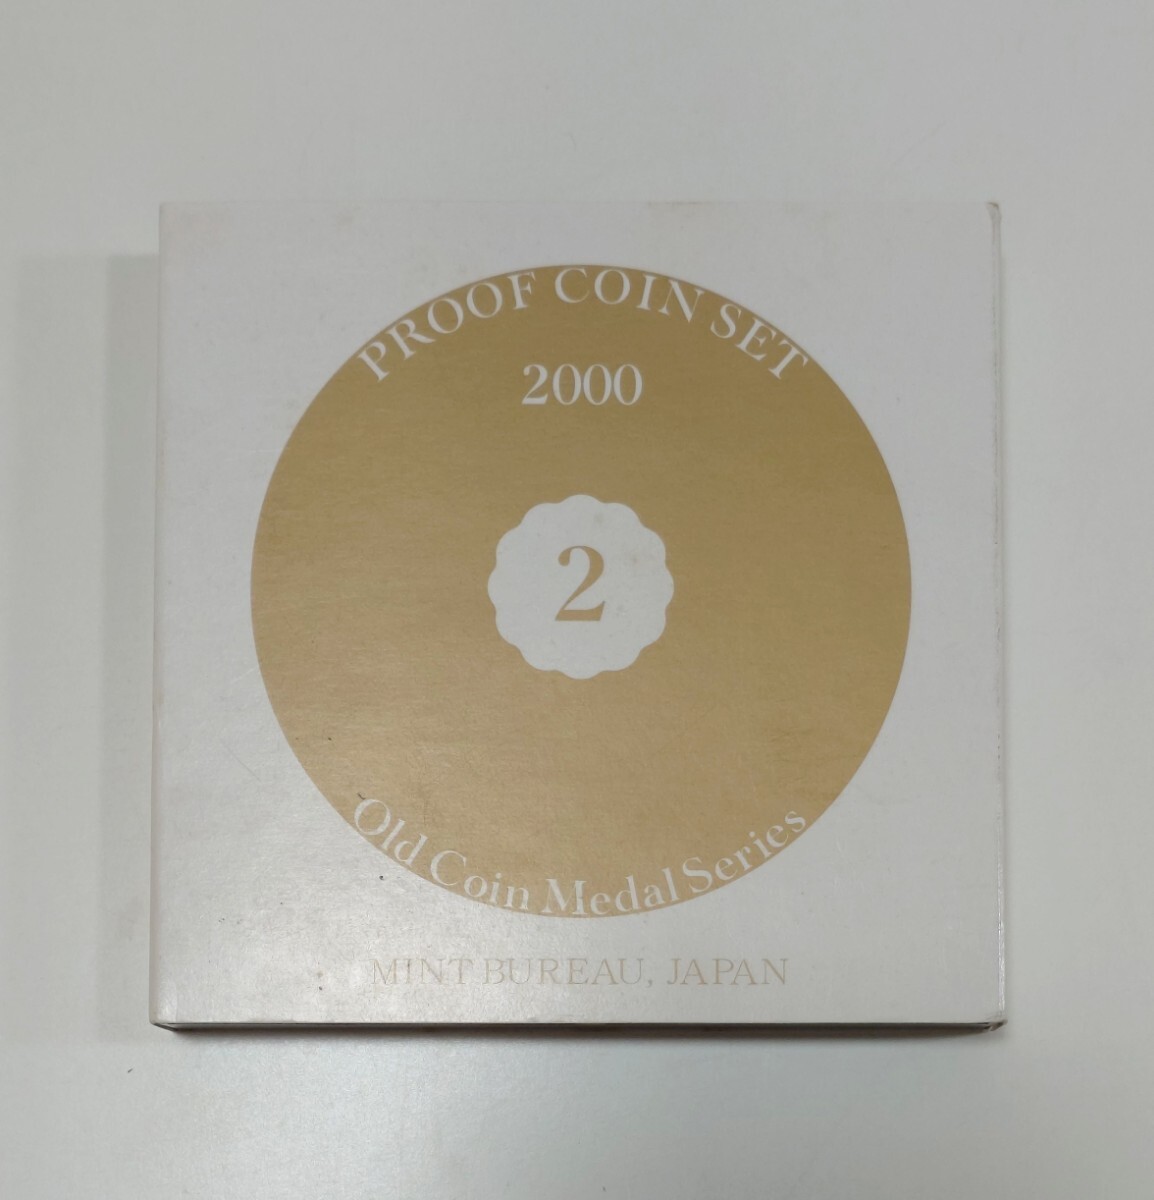 PROOF COIN SET
2000
2
Old Coin Medal Series
MINT BUREAU, JAPAN